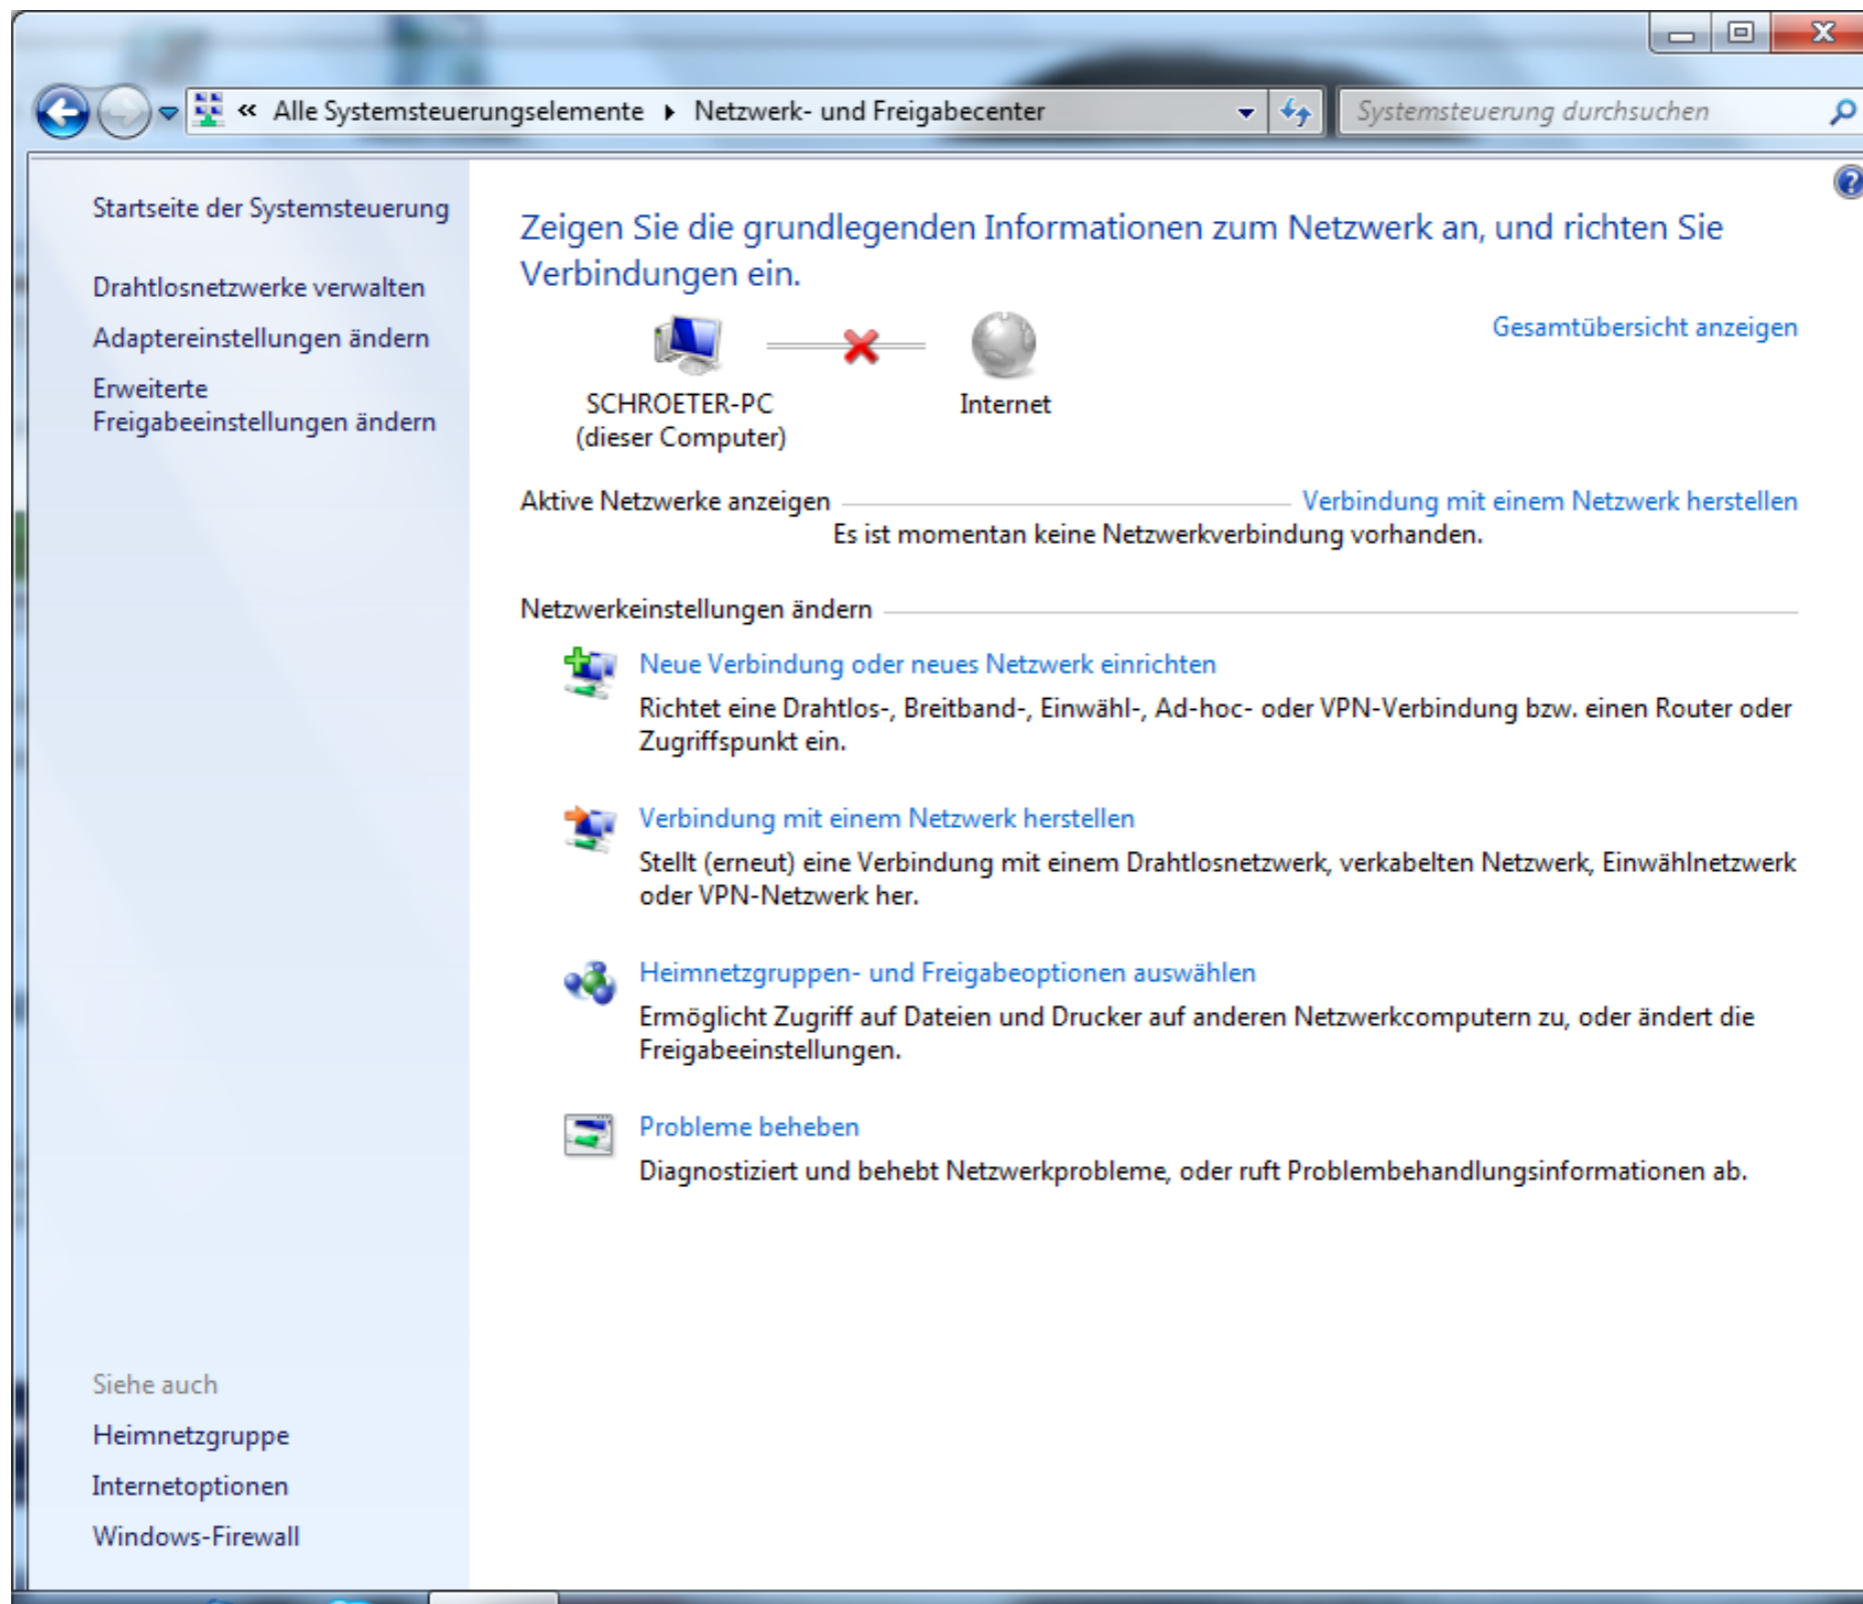 « Alle Systemsteuerungselemente ▸ Netzwerk- und Freigabecenter
Systemsteuerung durchsuchen
Startseite der Systemsteuerung
Drahtlosnetzwerke verwalten
Adaptereinstellungen ändern
Erweiterte
Freigabeeinstellungen ändern
Zeigen Sie die grundlegenden Informationen zum Netzwerk an, und richten Sie
Verbindungen ein.
Gesamtübersicht anzeigen
SCHROETER-PC
(dieser Computer)
Internet
Aktive Netzwerke anzeigen
Verbindung mit einem Netzwerk herstellen
Es ist momentan keine Netzwerkverbindung vorhanden.
Netzwerkeinstellungen ändern
Neue Verbindung oder neues Netzwerk einrichten
Richtet eine Drahtlos-, Breitband-, Einwähl-, Ad-hoc- oder VPN-Verbindung bzw. einen Router oder
Zugriffspunkt ein.
Verbindung mit einem Netzwerk herstellen
Stellt (erneut) eine Verbindung mit einem Drahtlosnetzwerk, verkabelten Netzwerk, Einwählnetzwerk
oder VPN-Netzwerk her.
Heimnetzgruppen- und Freigabeoptionen auswählen
Ermöglicht Zugriff auf Dateien und Drucker auf anderen Netzwerkcomputern zu, oder ändert die
Freigabeeinstellungen.
Probleme beheben
Diagnostiziert und behebt Netzwerkprobleme, oder ruft Problembehandlungsinformationen ab.
Siehe auch
Heimnetzgruppe
Internetoptionen
Windows-Firewall